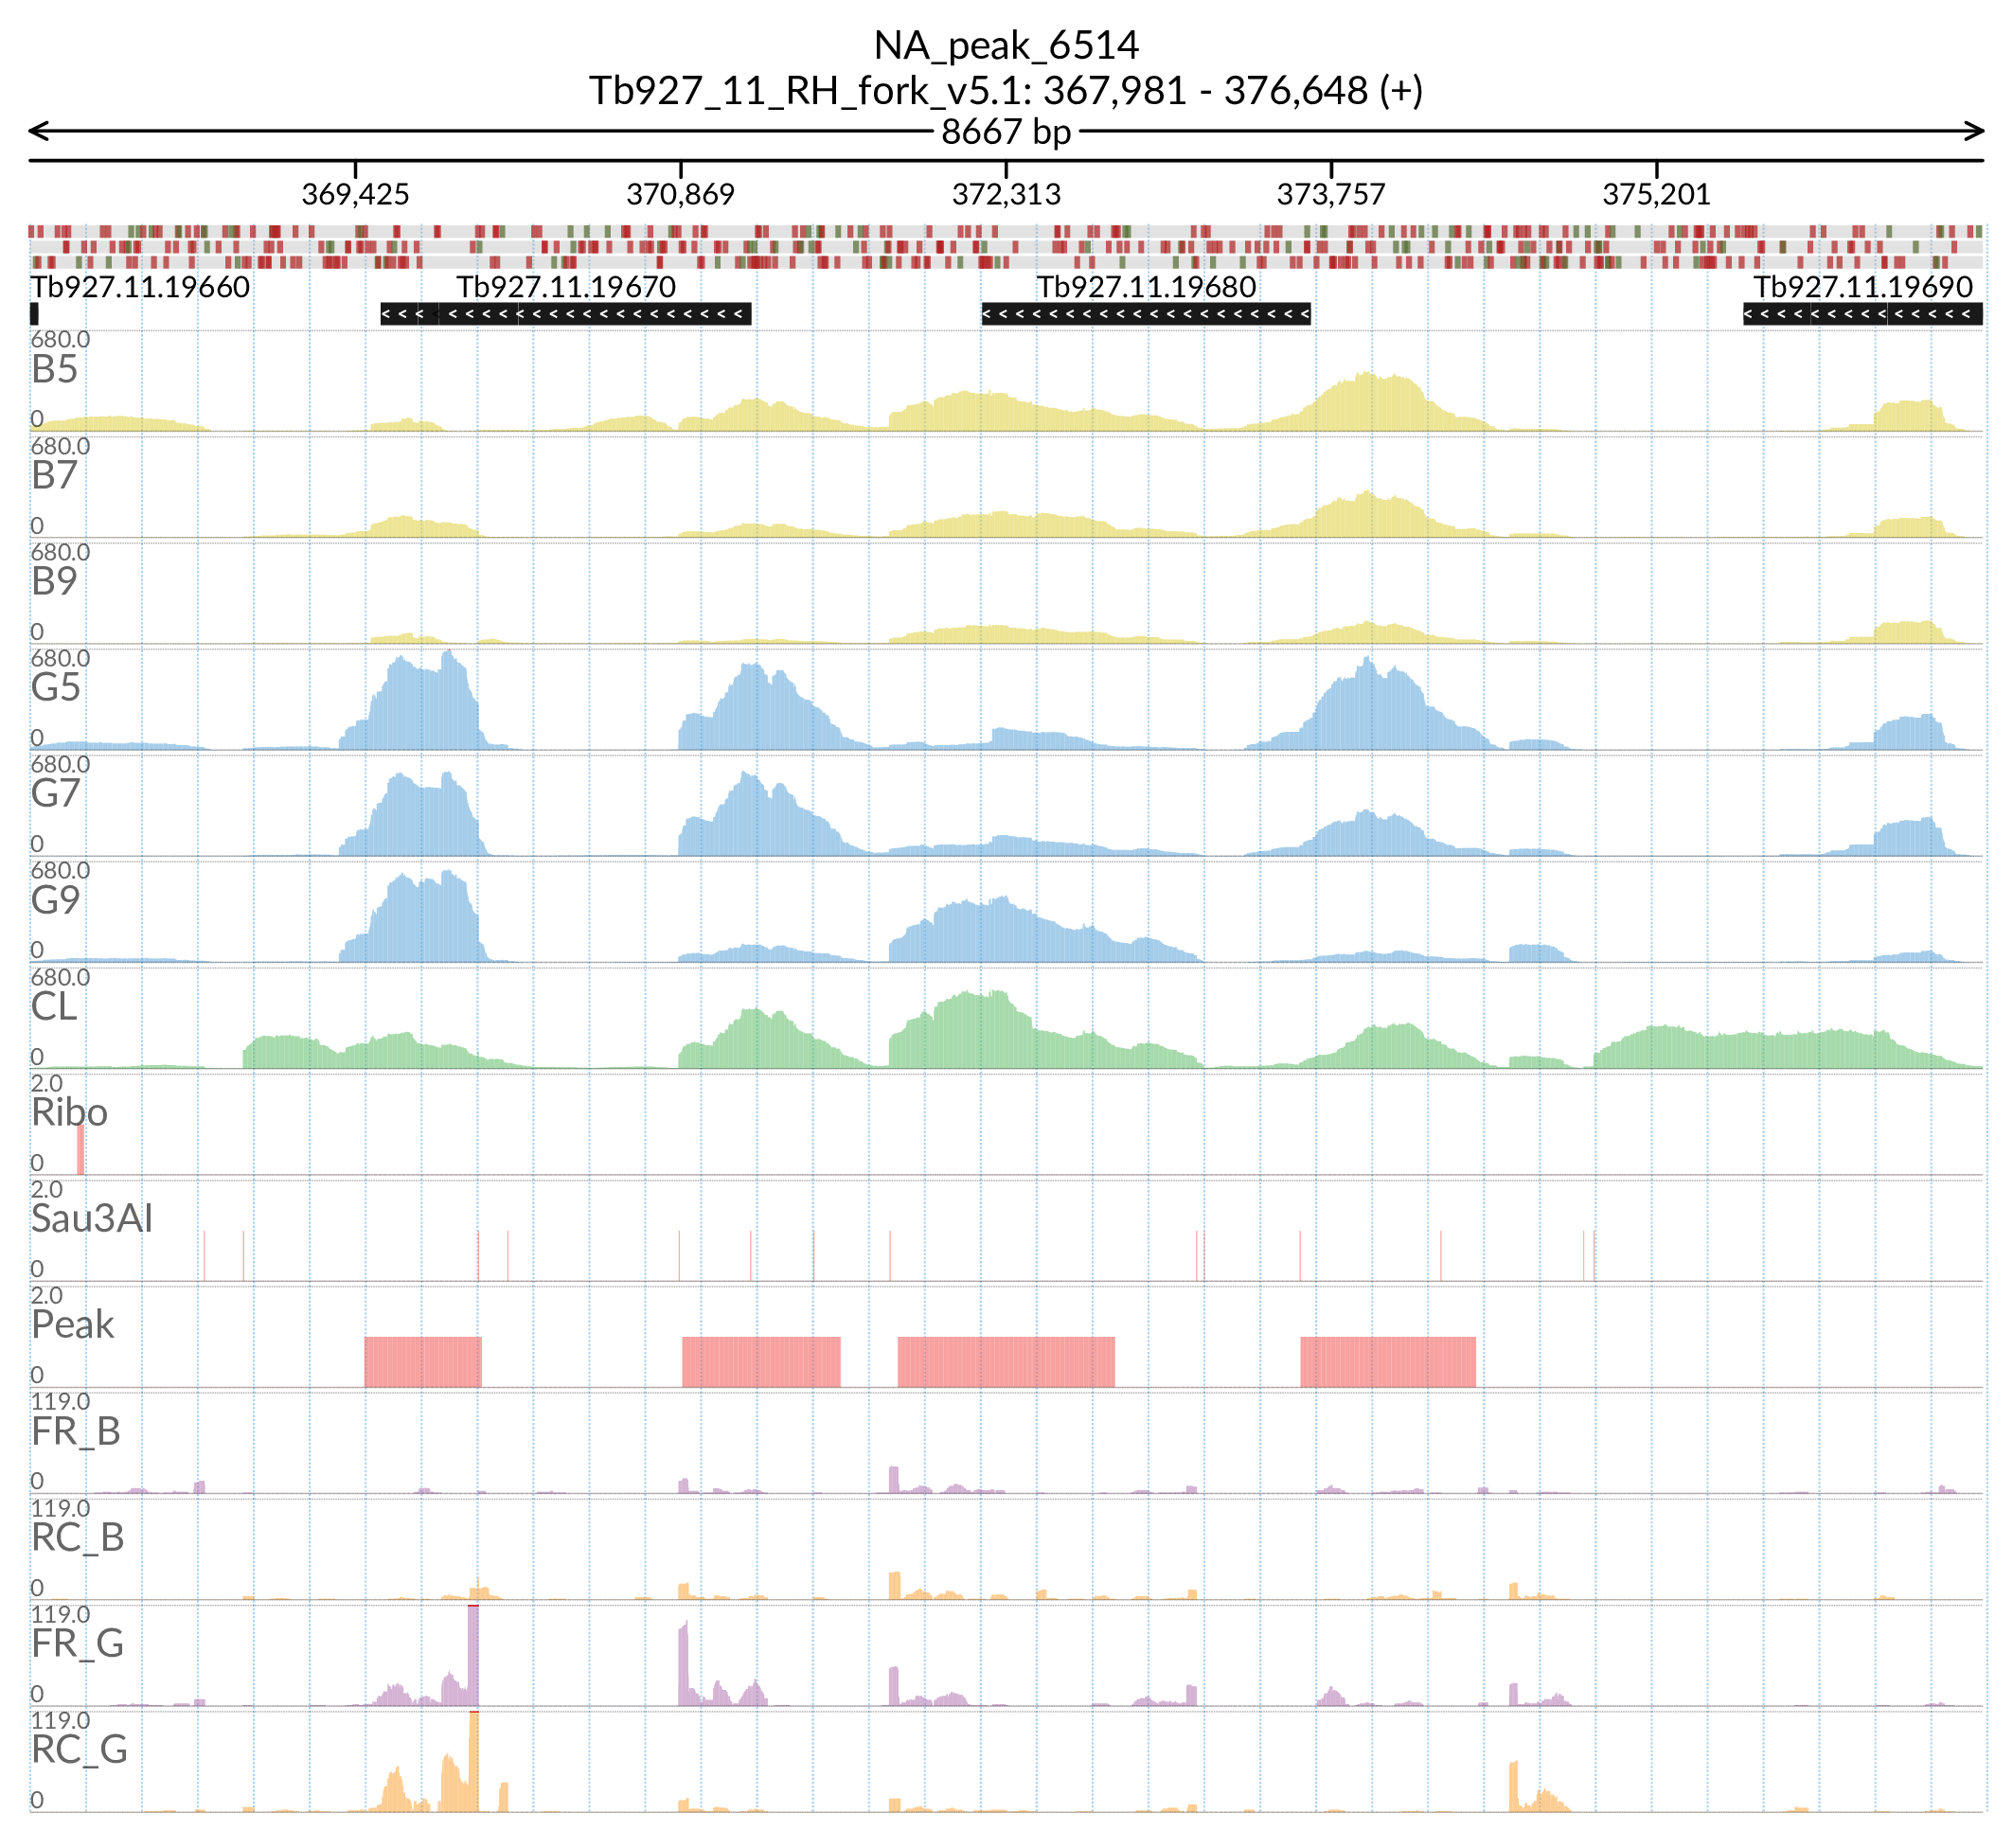 NA_peak_6514
Tb927_11_RH_fork_v5.1: 367,981 - 376,648 (+)
8667 bp
369,425 370,869 372,313 373,757 375,201
Tb927.11.19660 Tb927.11.19670 Tb927.11.19680 Tb927.11.19690
680.0
B5
0
680.0
B7
0
680.0
B9
0
680.0
G5
0
680.0
G7
0
680.0
G9
0
680.0
CL
0
2.0
Ribo
0
2.0
Sau3AI
0
2.0
Peak
0
119.0
FR_B
0
119.0
RC_B
0
119.0
FR_G
0
119.0
RC_G
0